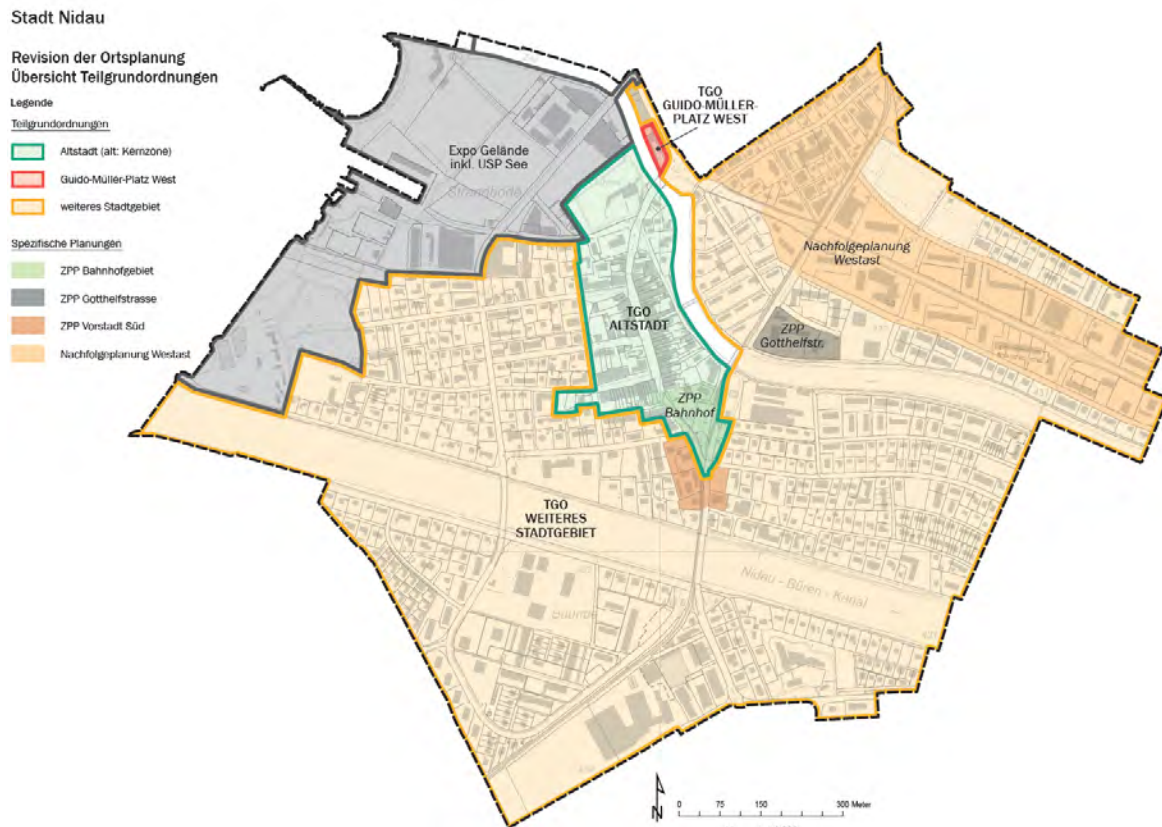 Stadt Nidau
Revision der Ortsplanung
Übersicht Teilgrundordnungen
Legende
Teilgrundordnungen
Altstadt (alt: Kernzone)
Guido-Müller-Platz West
weiteres Stadtgebiet
Spezifische Planungen
ZPP Bahnhofgebiet
ZPP Gotthelfstrasse
ZPP Vorstadt Süd
Nachfolgeplanung Westast
TGO
GUIDO-MÜLLER-
PLATZ WEST
Expo Gelände
inkl. USP See
Strandbode
Nachfolgeplanung
Westast
TGO
ALTSTADT
ZPP
Gotthelfstr.
ZPP
Bahnhof
TGO
WEITERES
STADTGEBIET
Nidau - Büren - Kanal
N
0 75 150 300 Meter